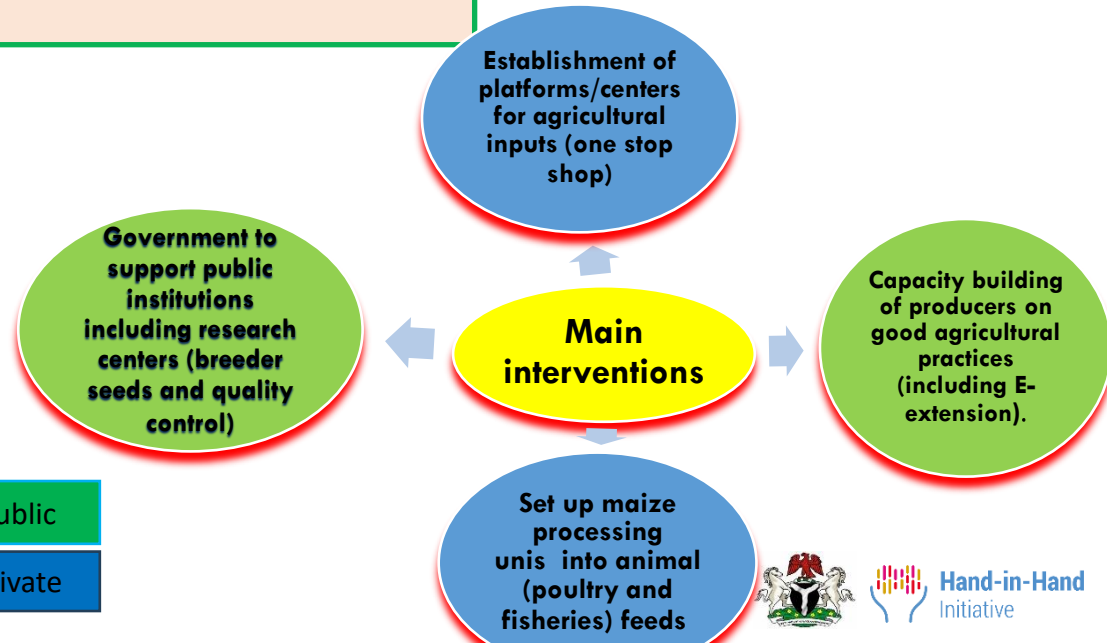 Establishment of
platforms/centers
for agricultural
inputs (one stop
shop)
Government to
support public
institutions
including research
centers (breeder
seeds and quality
control)
Main
interventions
Capacity building
of producers on
good agricultural
practices
(including E-
extension).
Set up maize
processing
unis into animal
(poultry and
fisheries) feeds
ublic
ivate
Hand-in-Hand
Initiative